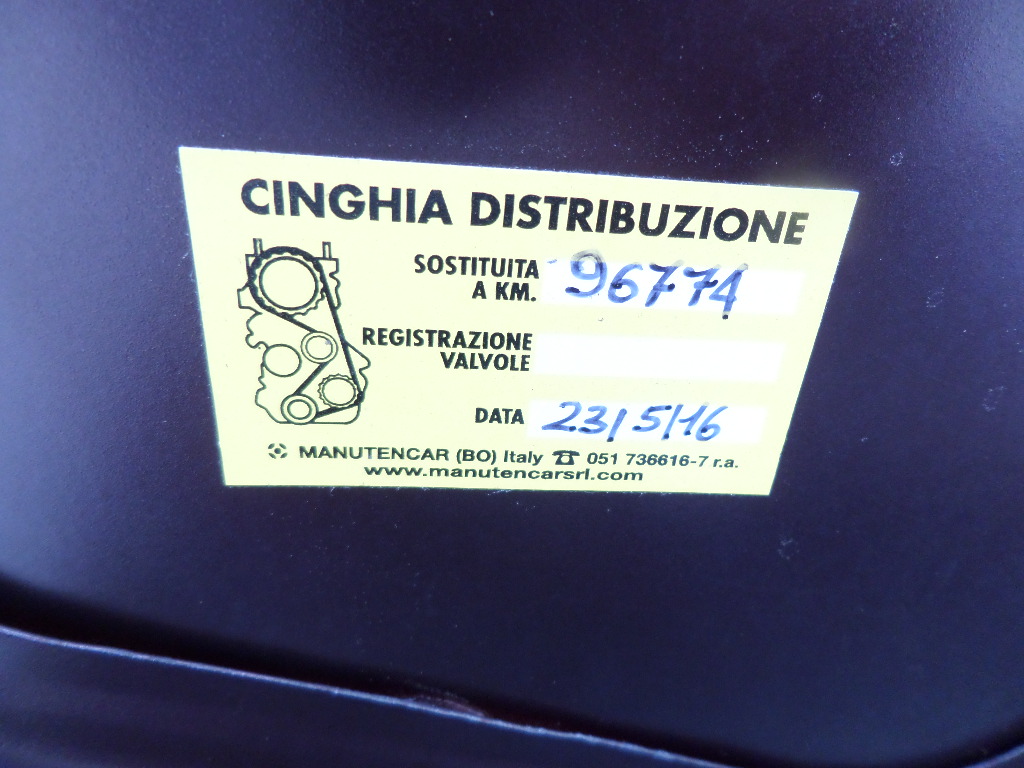 CINGHIA DISTRIBUZIONE
SOSTITUITA
A KM. 96774
REGISTRAZIONE
VALVOLE
DATA 23/5/16
MANUTENCAR (BO) Italy ☎ 051 736616-7 r.a.
www.manutencarsrl.com